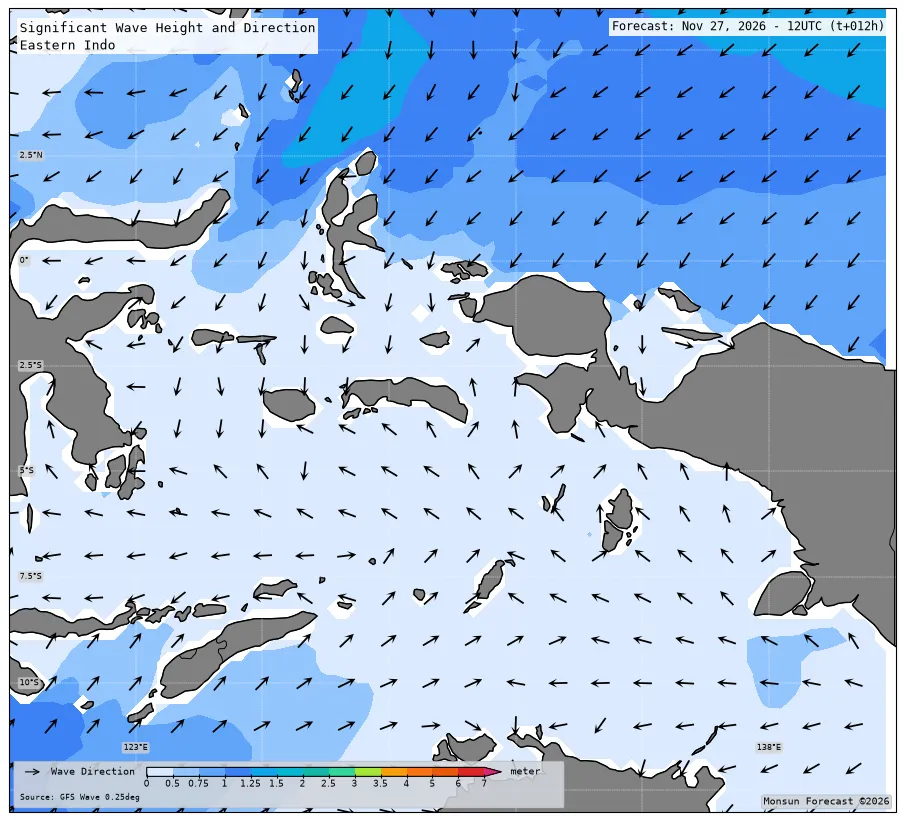 Significant Wave Height and Direction
Eastern Indo
Forecast: Nov 27, 2026 - 12UTC (t+012h)
2.5°N
0°
2.5°S
5°S
7.5°S
10°S
123°E
138°E
Wave Direction
meter
0 0.5 0.75 1 1.25 1.5 2 2.5 3 3.5 4 5 6 7
Source: GFS Wave 0.25deg
Monsun Forecast ©2026